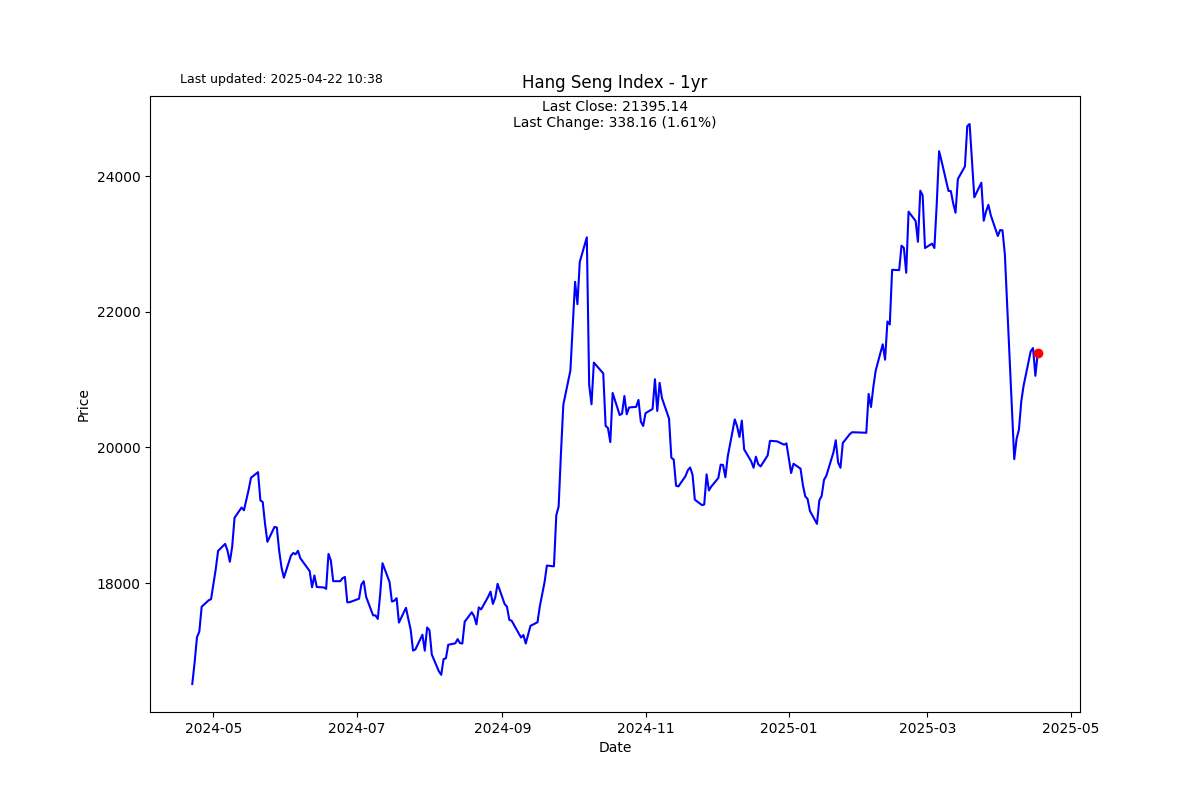 Last updated: 2025-04-22 10:38
Hang Seng Index - 1yr
Last Close: 21395.14
Last Change: 338.16 (1.61%)
24000
22000
20000
18000
Price
2024-05
2024-07
2024-09
2024-11
2025-01
2025-03
2025-05
Date